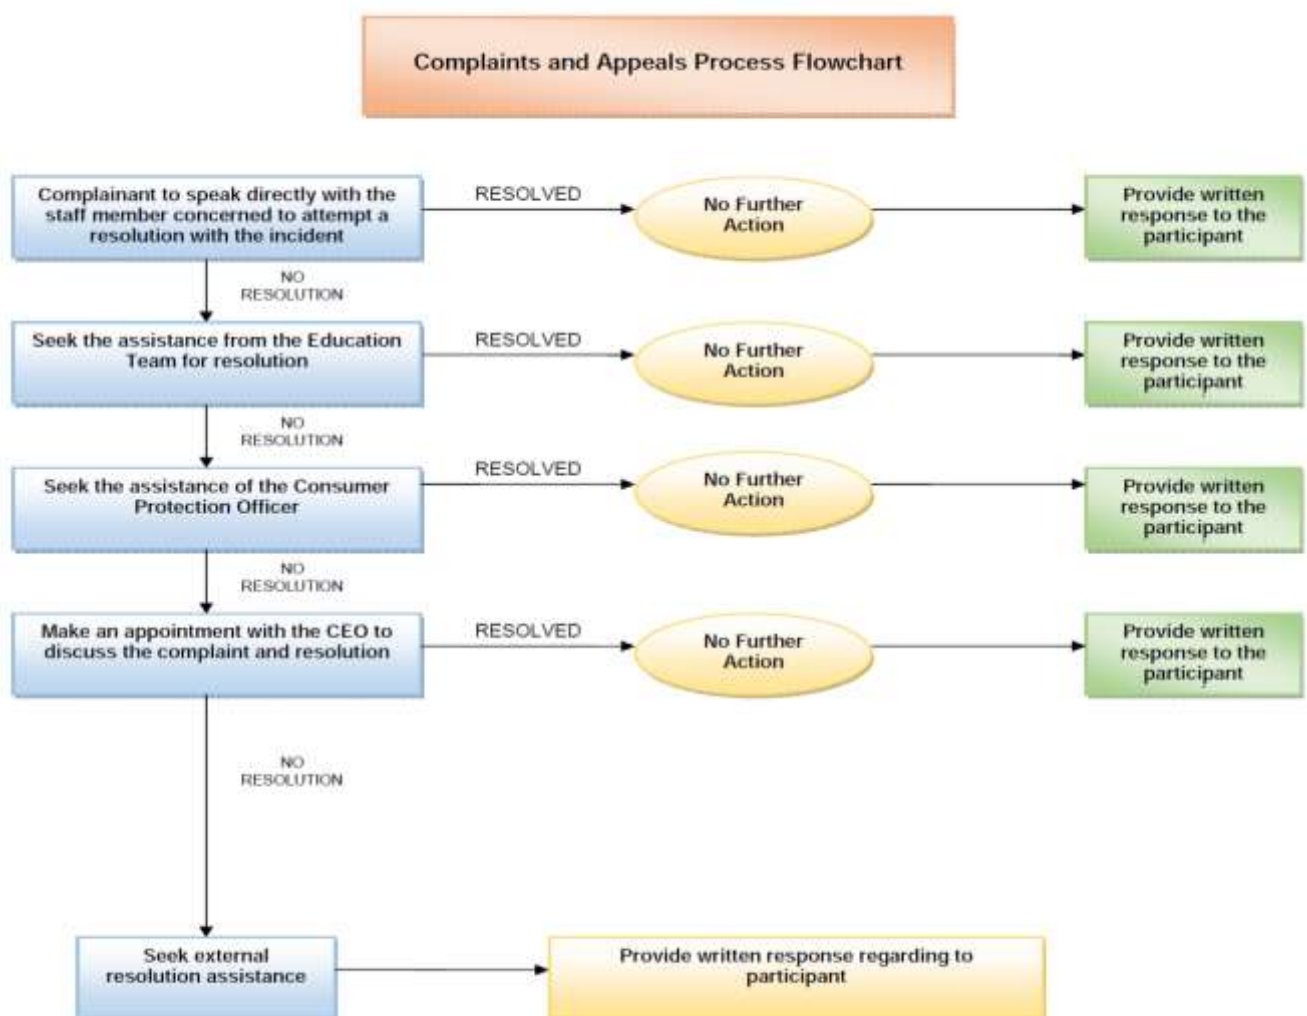 Complaints and Appeals Process Flowchart
Complainant to speak directly with the
staff member concerned to attempt a
resolution with the incident
RESOLVED
No Further
Action
Provide written
response to the
participant
NO
RESOLUTION
Seek the assistance from the Education
Team for resolution
RESOLVED
No Further
Action
Provide written
response to the
participant
NO
RESOLUTION
Seek the assistance of the Consumer
Protection Officer
RESOLVED
No Further
Action
Provide written
response to the
participant
NO
RESOLUTION
Make an appointment with the CEO to
discuss the complaint and resolution
RESOLVED
No Further
Action
Provide written
response to the
participant
NO
RESOLUTION
Seek external
resolution assistance
Provide written response regarding to
participant